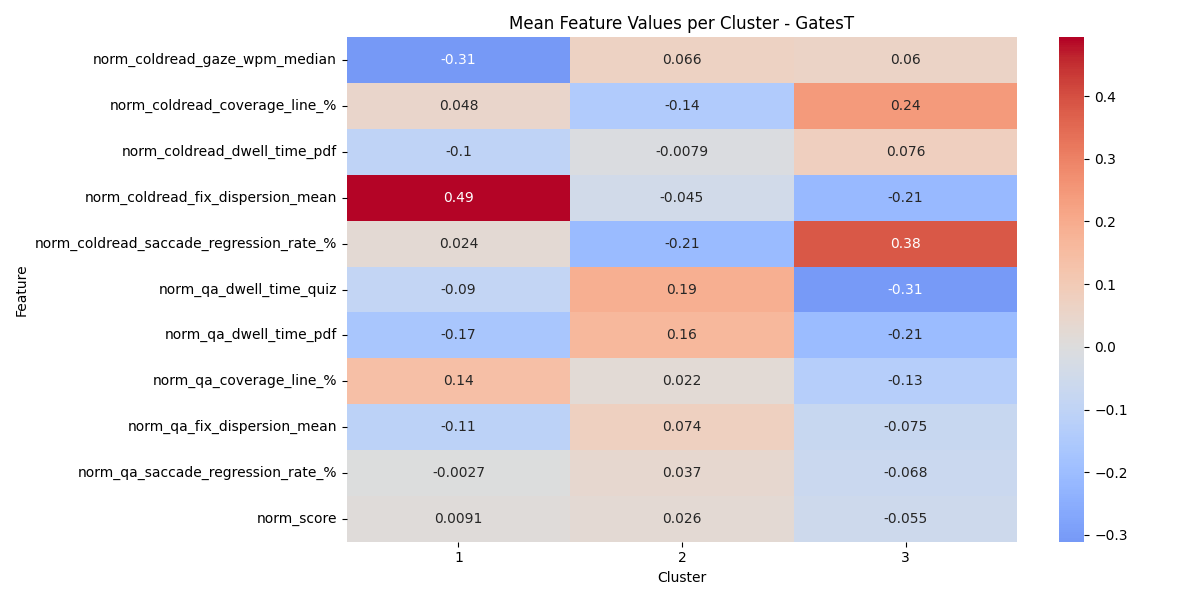 Mean Feature Values per Cluster - GatesT
norm_coldread_gaze_wpm_median -0.31 0.066 0.06
norm_coldread_coverage_line_% 0.048 -0.14 0.24
norm_coldread_dwell_time_pdf -0.1 -0.0079 0.076
norm_coldread_fix_dispersion_mean 0.49 -0.045 -0.21
norm_coldread_saccade_regression_rate_% 0.024 -0.21 0.38
norm_qa_dwell_time_quiz -0.09 0.19 -0.31
norm_qa_dwell_time_pdf -0.17 0.16 -0.21
norm_qa_coverage_line_% 0.14 0.022 -0.13
norm_qa_fix_dispersion_mean -0.11 0.074 -0.075
norm_qa_saccade_regression_rate_% -0.0027 0.037 -0.068
norm_score 0.0091 0.026 -0.055
1 2 3
Cluster
Feature
0.4
0.3
0.2
0.1
0.0
−0.1
−0.2
−0.3